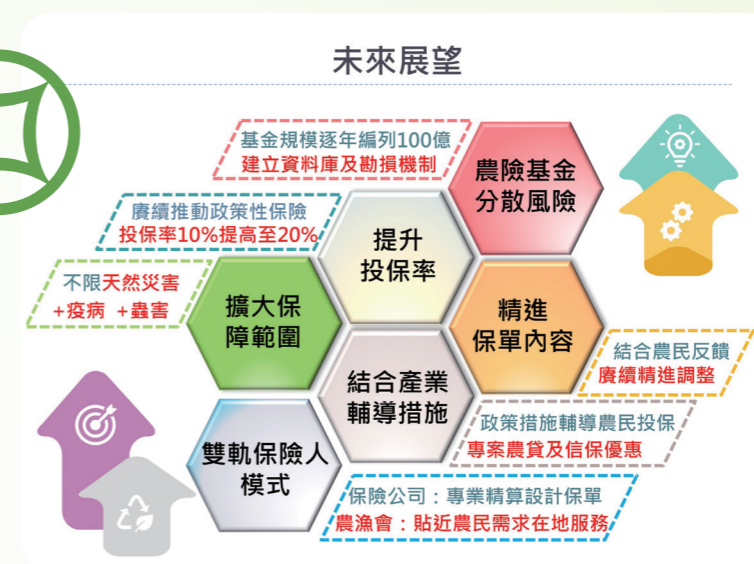 未來展望
基金規模逐年編列100億
建立資料庫及勘損機制
農險基金
分散風險
賡續推動政策性保險
投保率10%提高至20%
提升
投保率
不限天然災害
+疫病 +蟲害
擴大保
障範圍
精進
保單內容
結合農民反饋
賡續精進調整
結合產業
輔導措施
政策措施輔導農民投保
專案農貸及信保優惠
雙軌保險人
模式
保險公司：專業精算設計保單
農漁會：貼近農民需求在地服務